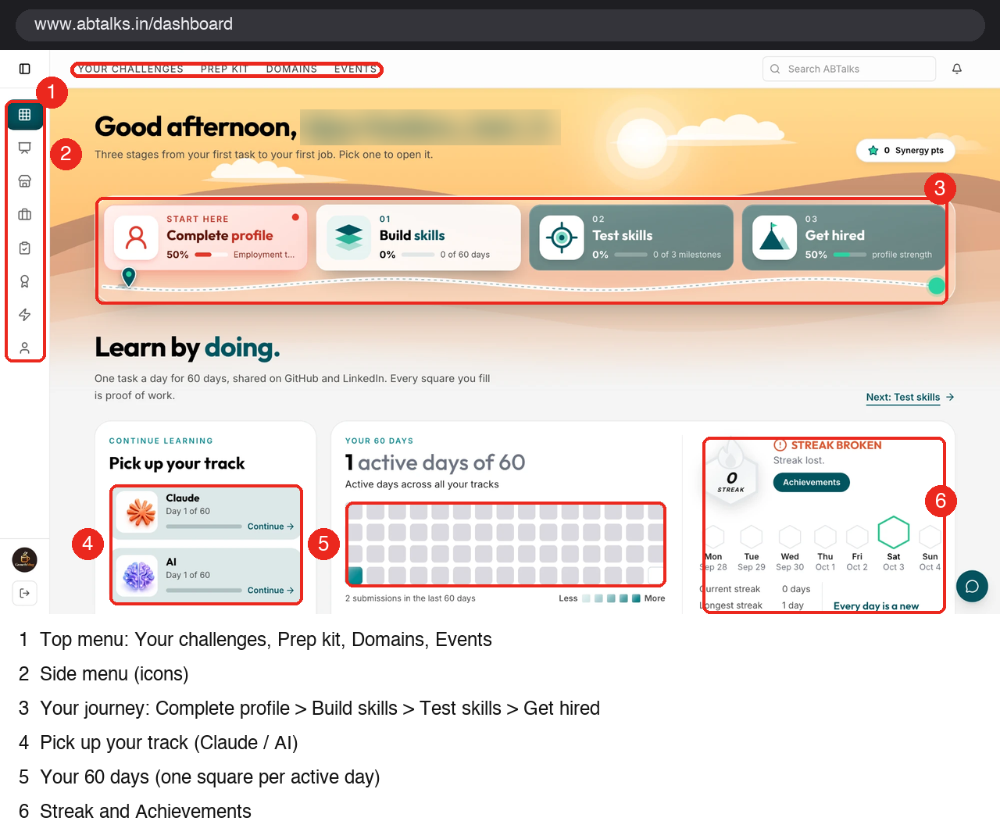 www.abtalks.in/dashboard
YOUR CHALLENGES PREP KIT DOMAINS EVENTS
Search ABTalks
1
2
Good afternoon,
Three stages from your first task to your first job. Pick one to open it.
0 Synergy pts
3
START HERE
Complete profile
50% Employment t...
01
Build skills
0% 0 of 60 days
02
Test skills
0% 0 of 3 milestones
03
Get hired
50% profile strength
Learn by doing.
One task a day for 60 days, shared on GitHub and LinkedIn. Every square you fill
is proof of work.
Next: Test skills →
CONTINUE LEARNING
Pick up your track
4
Claude
Day 1 of 60
Continue →
AI
Day 1 of 60
Continue →
YOUR 60 DAYS
1 active days of 60
Active days across all your tracks
5
2 submissions in the last 60 days
Less More
0
STREAK
STREAK BROKEN
Streak lost.
Achievements
6
Mon Tue Wed Thu Fri Sat Sun
Sep 28 Sep 29 Sep 30 Oct 1 Oct 2 Oct 3 Oct 4
Current streak 0 days
Longest streak 1 day
Every day is a new
1 Top menu: Your challenges, Prep kit, Domains, Events
2 Side menu (icons)
3 Your journey: Complete profile > Build skills > Test skills > Get hired
4 Pick up your track (Claude / AI)
5 Your 60 days (one square per active day)
6 Streak and Achievements